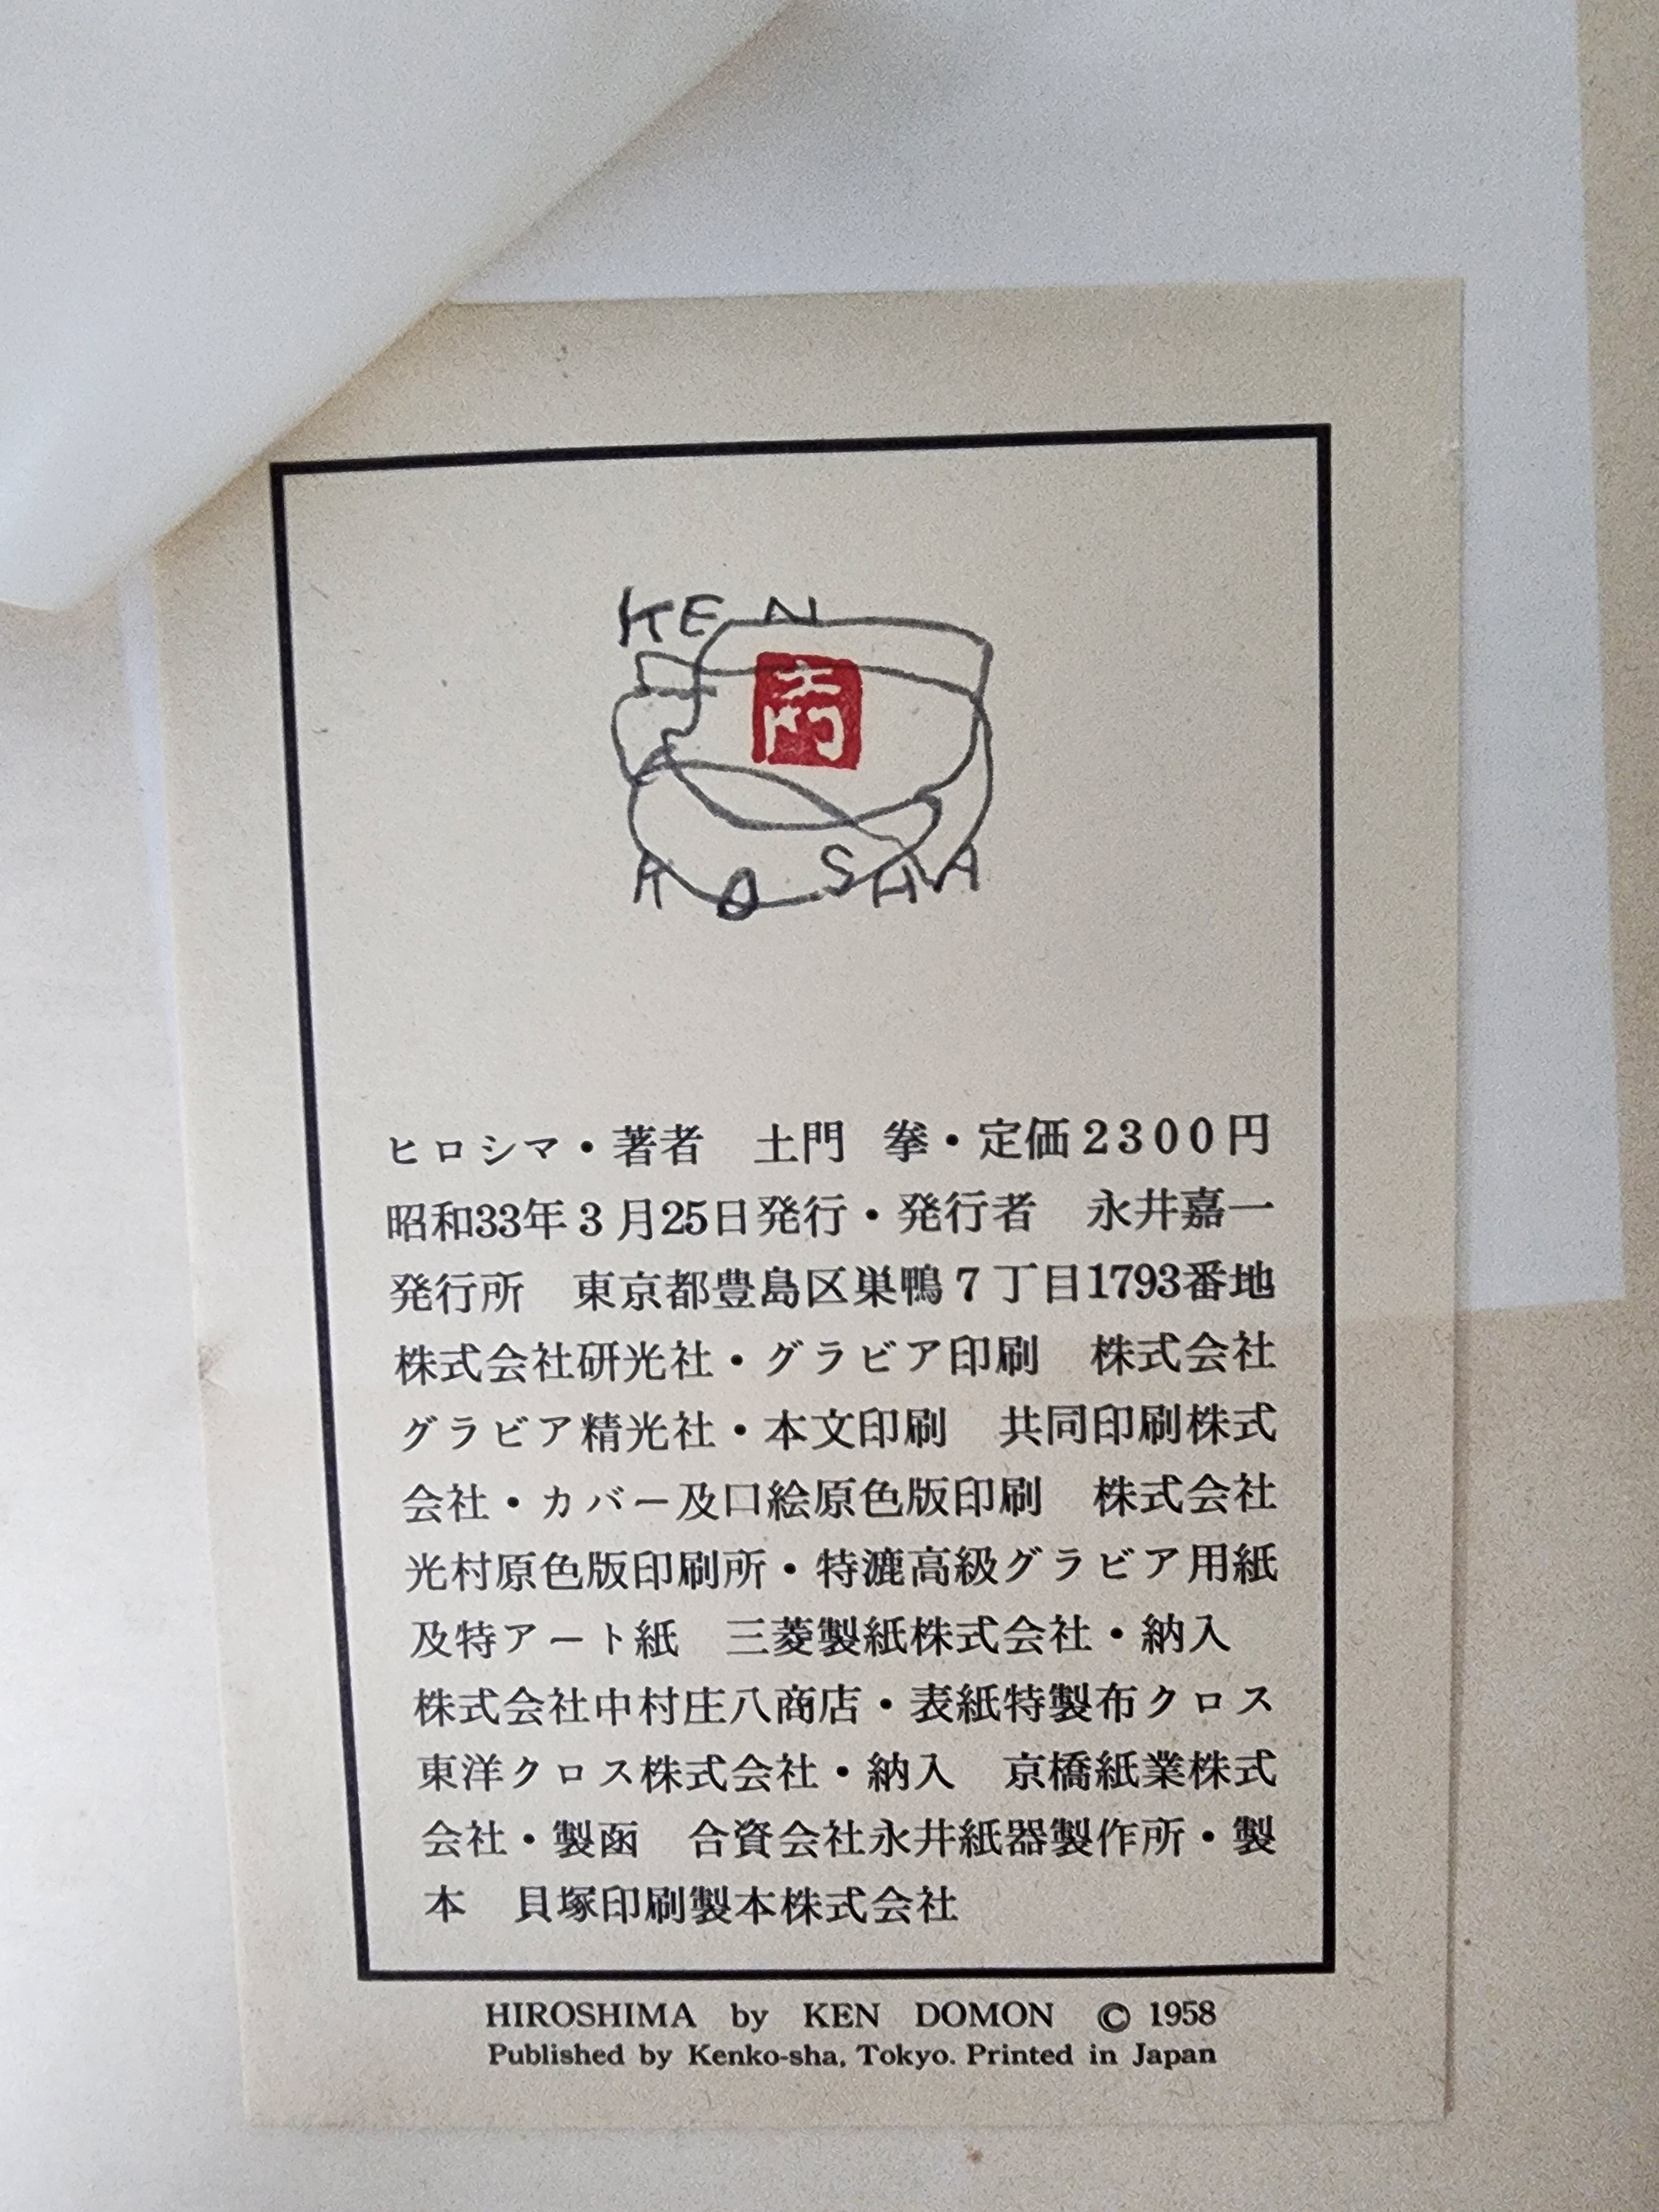 KEN
土門
KO SHA
ヒロシマ・著者　土門　拳・定価2300円
昭和33年3月25日発行・発行者　永井嘉一
発行所　東京都豊島区巣鴨7丁目1793番地
株式会社研光社・グラビア印刷　株式会社
グラビア精光社・本文印刷　共同印刷株式
会社・カバー及口絵原色版印刷　株式会社
光村原色版印刷所・特漉高級グラビア用紙
及特アート紙　三菱製紙株式会社・納入
株式会社中村庄八商店・表紙特製布クロス
東洋クロス株式会社・納入　京橋紙業株式
会社・製函　合資会社永井紙器製作所・製
本　貝塚印刷製本株式会社
HIROSHIMA by KEN DOMON © 1958
Published by Kenko-sha, Tokyo. Printed in Japan